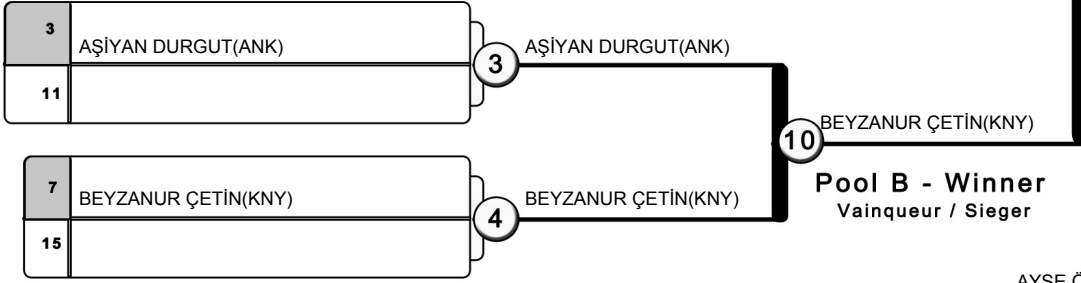 3
AŞİYAN DURGUT(ANK)
11
3
AŞİYAN DURGUT(ANK)
10
BEYZANUR ÇETİN(KNY)
Pool B - Winner
Vainqueur / Sieger
7
BEYZANUR ÇETİN(KNY)
15
4
BEYZANUR ÇETİN(KNY)